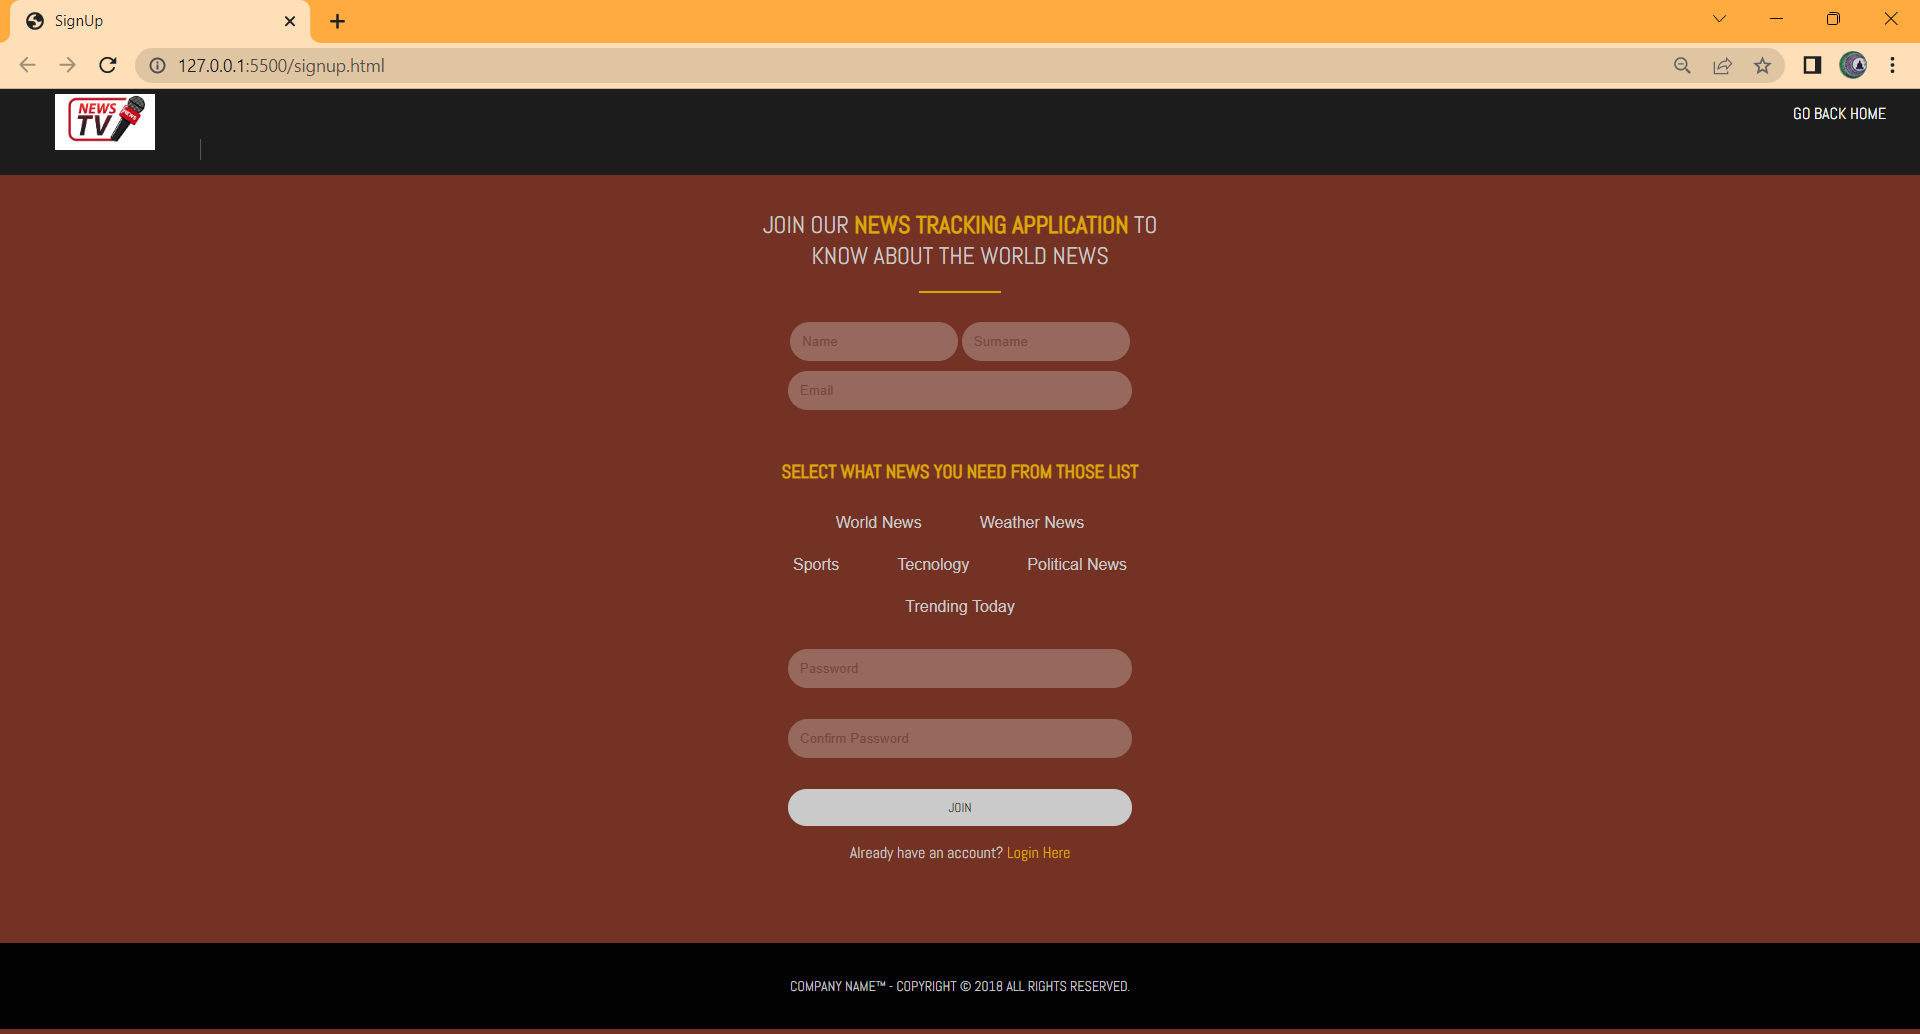 SignUp
127.0.0.1:5500/signup.html
NEWS
TV
NEWS
GO BACK HOME
JOIN OUR NEWS TRACKING APPLICATION TO
KNOW ABOUT THE WORLD NEWS
Name Surname
Email
SELECT WHAT NEWS YOU NEED FROM THOSE LIST
World News Weather News
Sports Tecnology Political News
Trending Today
Password
Confirm Password
JOIN
Already have an account? Login Here
COMPANY NAME™ - COPYRIGHT © 2018 ALL RIGHTS RESERVED.